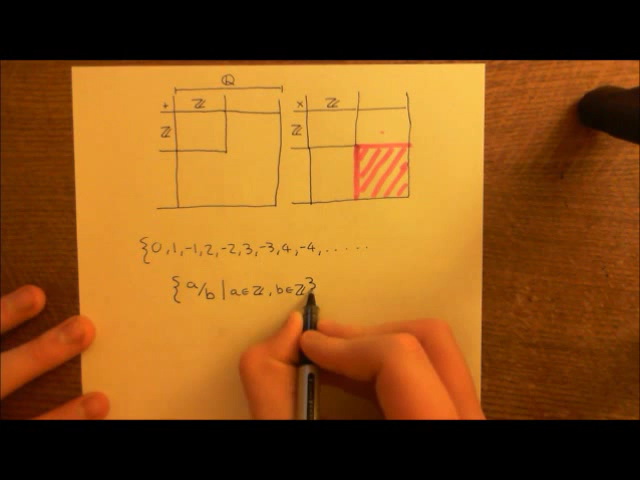 ℚ
+ ℤ
ℤ
× ℤ
ℤ
{0,1,-1,2,-2,3,-3,4,-4,.....
{a/b | a∈ℤ, b∈ℤ}